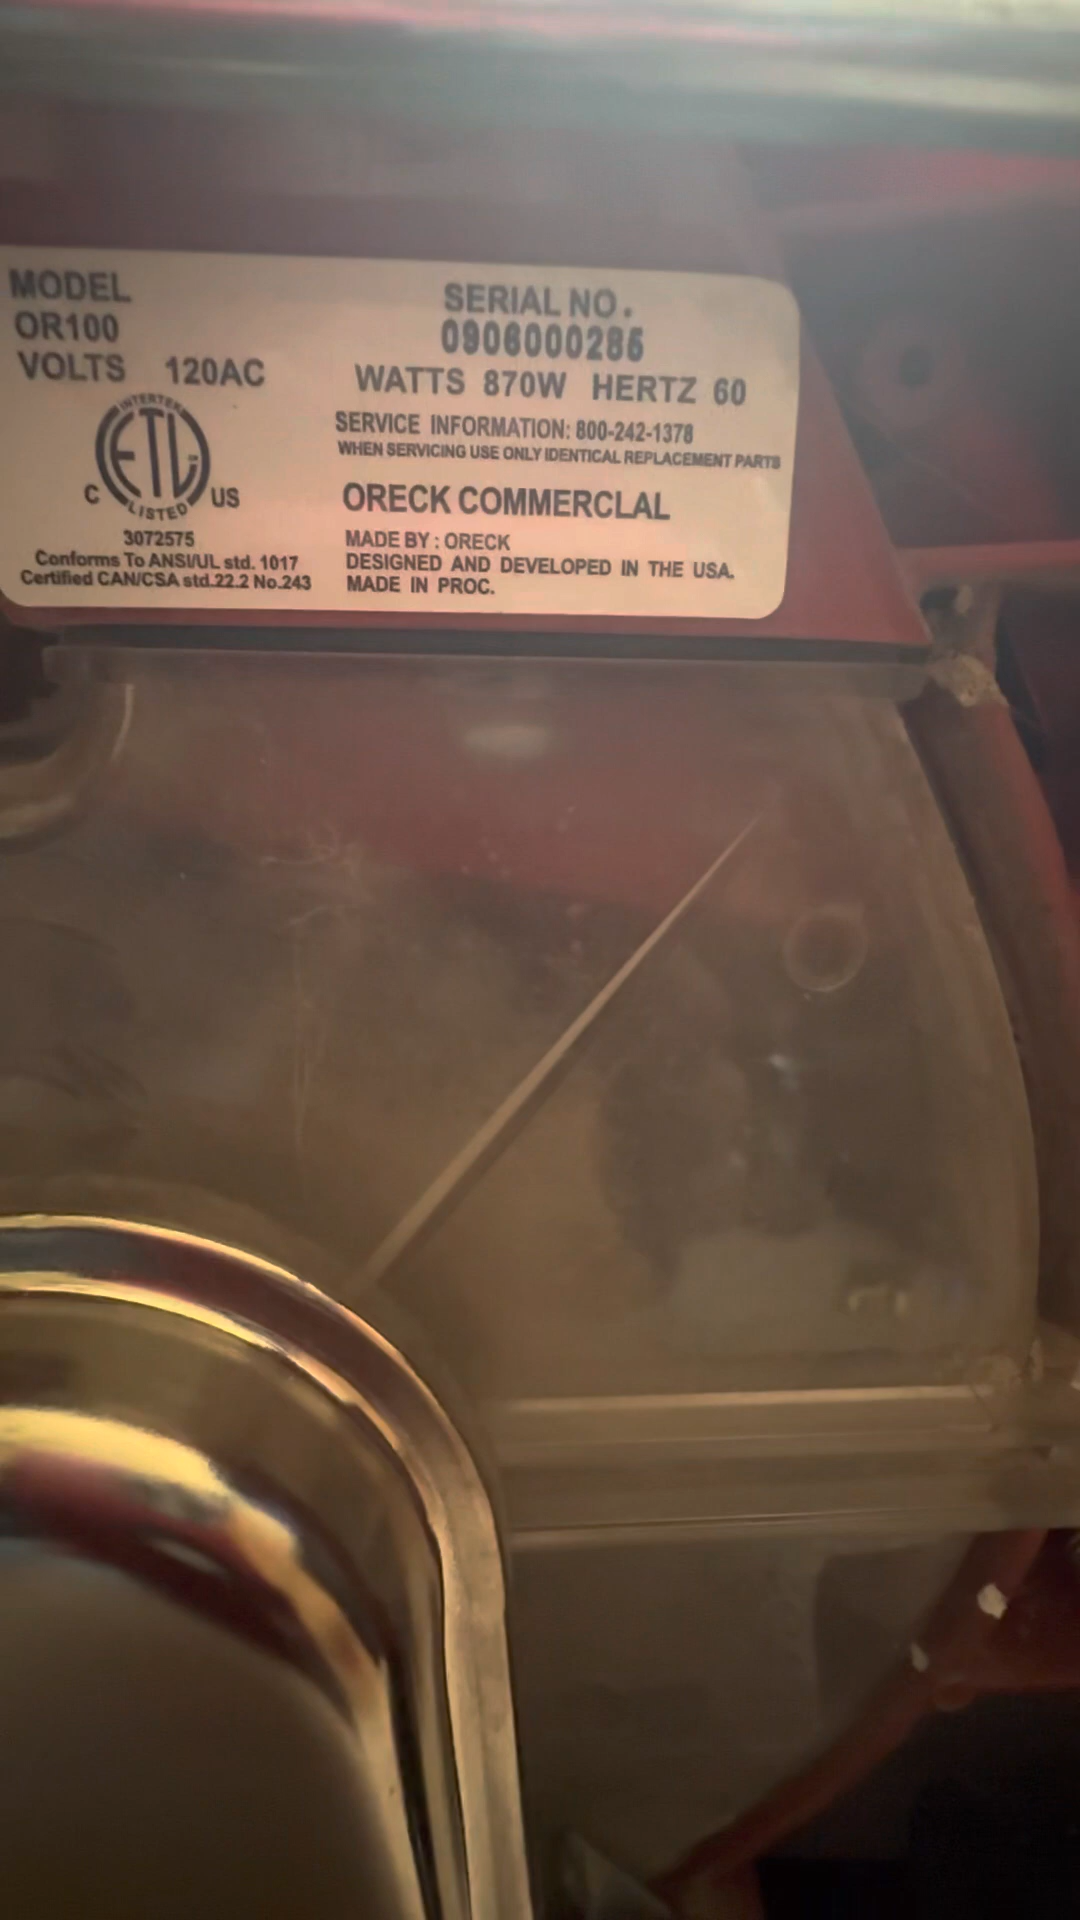 MODEL
OR100
VOLTS 120AC
SERIAL NO.
0906000285
WATTS 870W HERTZ 60
SERVICE INFORMATION: 800-242-1378
WHEN SERVICING USE ONLY IDENTICAL REPLACEMENT PARTS
INTERTEK
ETL
C US
LISTED
3072575
Conforms To ANSI/UL std. 1017
Certified CAN/CSA std.22.2 No.243
ORECK COMMERCLAL
MADE BY : ORECK
DESIGNED AND DEVELOPED IN THE USA.
MADE IN PROC.